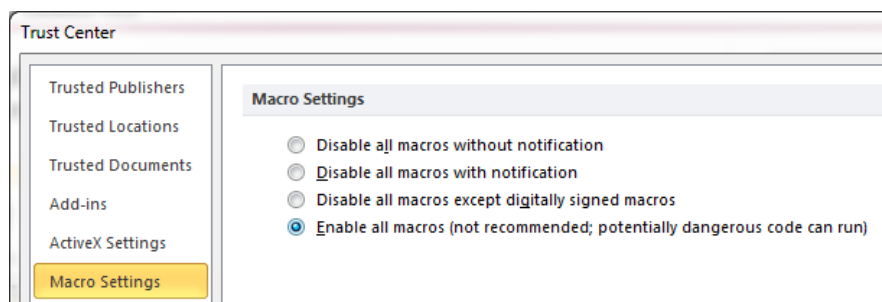 Trust Center
Trusted Publishers
Trusted Locations
Trusted Documents
Add-ins
ActiveX Settings
Macro Settings
Macro Settings
Disable all macros without notification
Disable all macros with notification
Disable all macros except digitally signed macros
Enable all macros (not recommended; potentially dangerous code can run)